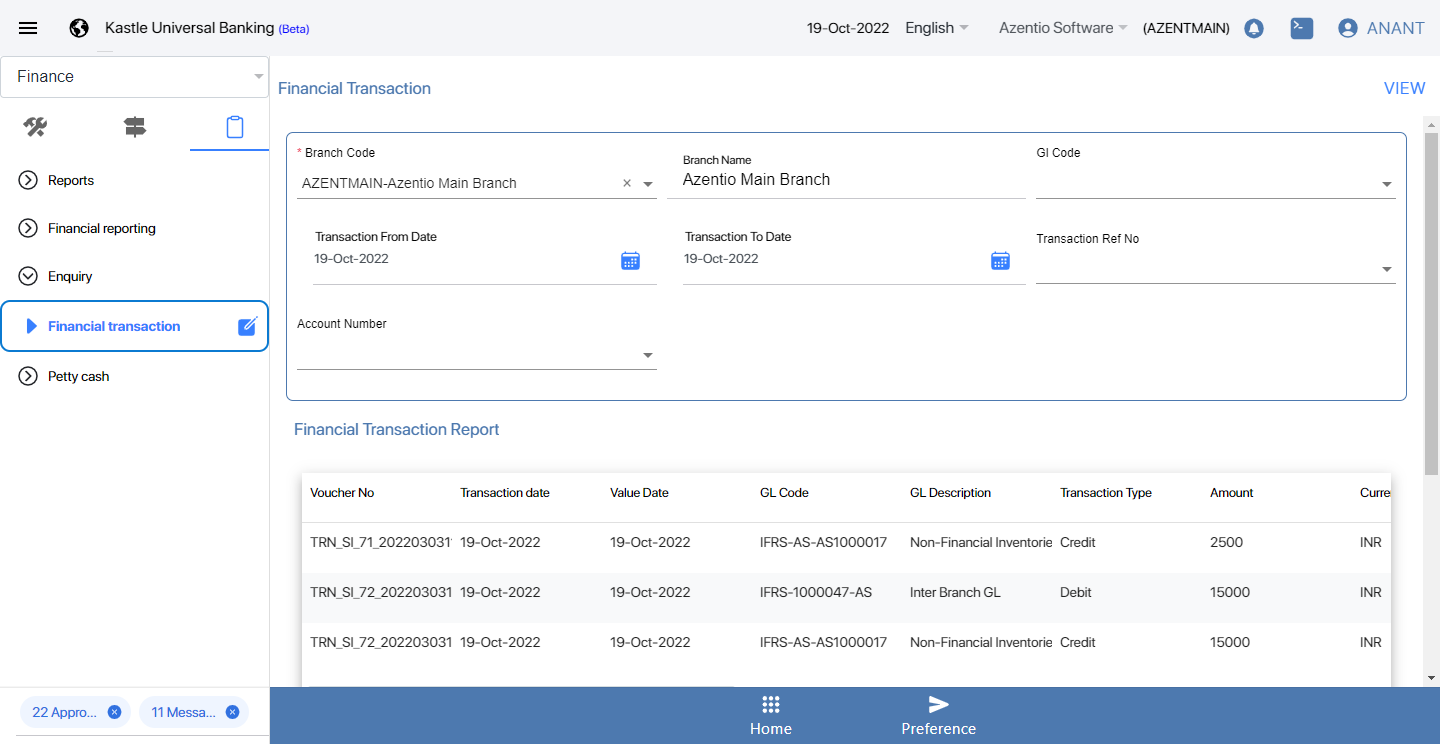 Kastle Universal Banking (Beta)
19-Oct-2022 English Azentio Software (AZENTMAIN) ANANT
Finance
Financial Transaction VIEW
Reports
Financial reporting
Enquiry
Financial transaction
Petty cash
* Branch Code
AZENTMAIN-Azentio Main Branch
Branch Name
Azentio Main Branch
Gl Code
Transaction From Date
19-Oct-2022
Transaction To Date
19-Oct-2022
Transaction Ref No
Account Number
Financial Transaction Report
Voucher No Transaction date Value Date GL Code GL Description Transaction Type Amount Curre
TRN_SI_71_202203031 19-Oct-2022 19-Oct-2022 IFRS-AS-AS1000017 Non-Financial Inventorie Credit 2500 INR
TRN_SI_72_202203031 19-Oct-2022 19-Oct-2022 IFRS-1000047-AS Inter Branch GL Debit 15000 INR
TRN_SI_72_202203031 19-Oct-2022 19-Oct-2022 IFRS-AS-AS1000017 Non-Financial Inventorie Credit 15000 INR
22 Appro... 11 Messa...
Home Preference